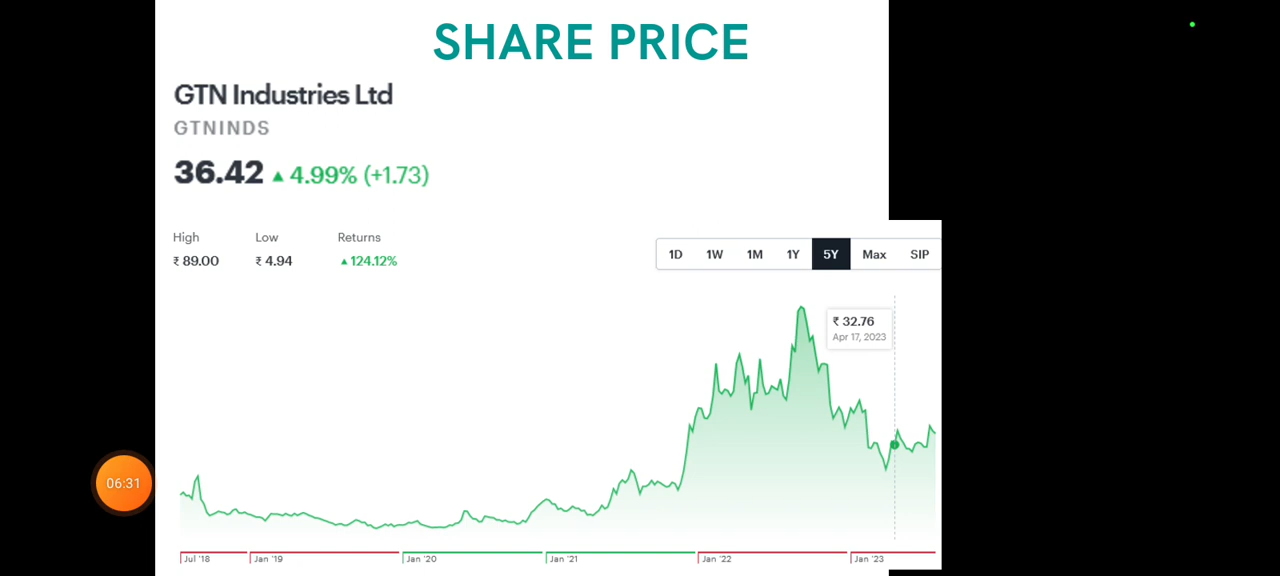 SHARE PRICE
GTN Industries Ltd
GTNINDS
36.42 ▲ 4.99% (+1.73)
High Low Returns
₹ 89.00 ₹ 4.94 ▲ 124.12%
1D 1W 1M 1Y 5Y Max SIP
₹ 32.76
Apr 17, 2023
06:31
Jul '18 Jan '19 Jan '20 Jan '21 Jan '22 Jan '23